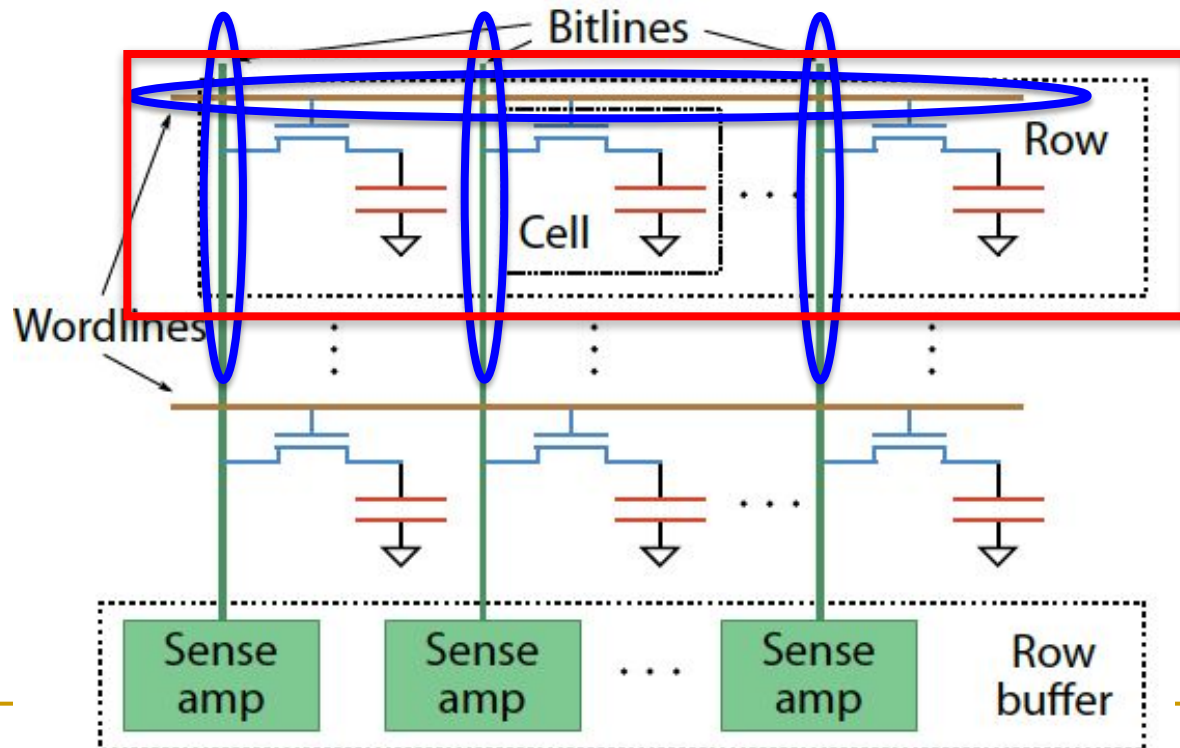 Bitlines
Row
Cell
Wordlines
Sense
amp
Sense
amp
Sense
amp
Row
buffer